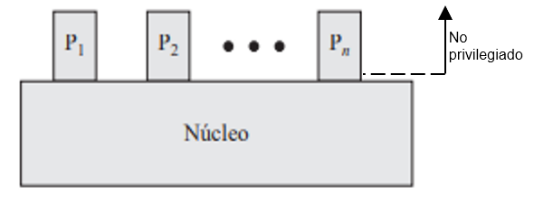 P1 P2 ● ● ● Pn
No
privilegiado
Núcleo